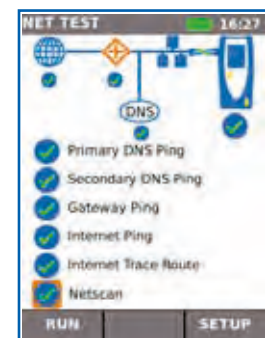 NET TEST 16:27
DNS
Primary DNS Ping
Secondary DNS Ping
Gateway Ping
Internet Ping
Internet Trace Route
Netscan
RUN SETUP